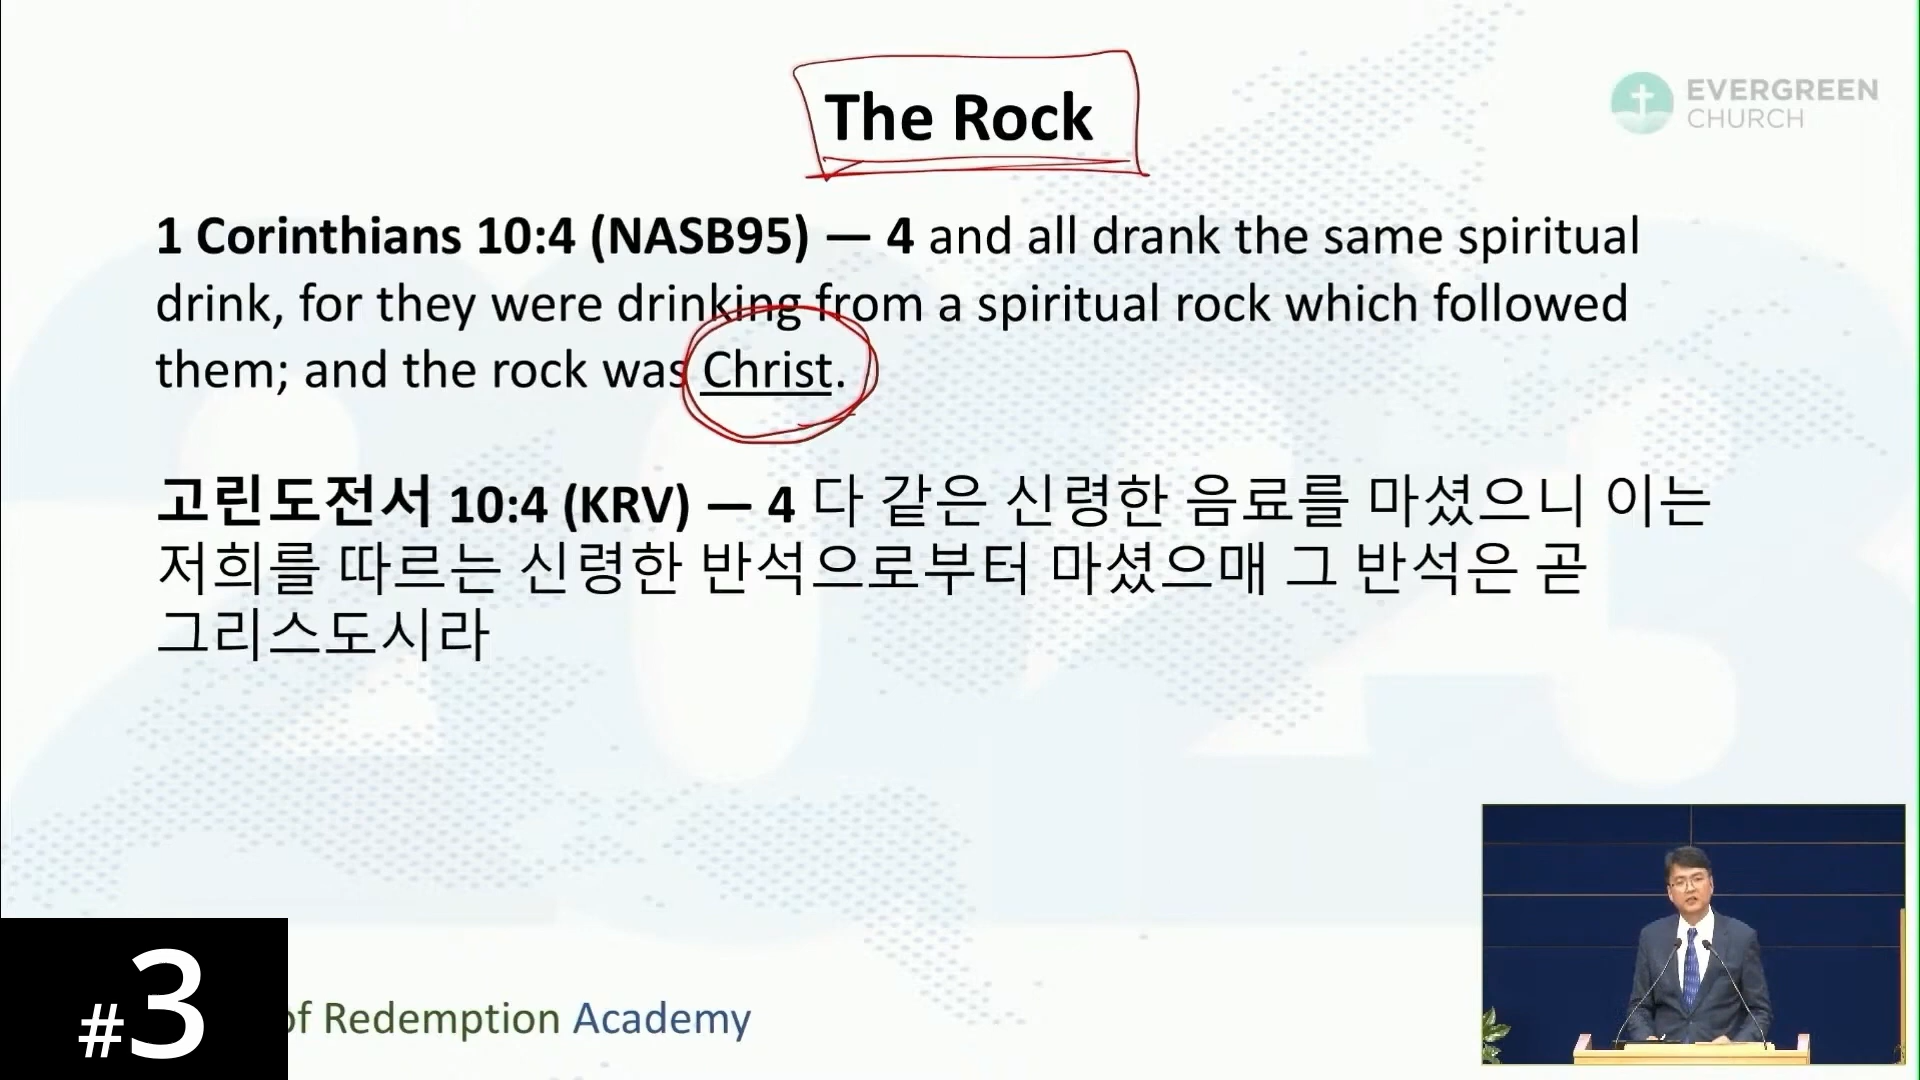 The Rock
EVERGREEN
CHURCH
1 Corinthians 10:4 (NASB95) — 4 and all drank the same spiritual
drink, for they were drinking from a spiritual rock which followed
them; and the rock was Christ.
고린도전서 10:4 (KRV) — 4 다 같은 신령한 음료를 마셨으니 이는
저희를 따르는 신령한 반석으로부터 마셨으매 그 반석은 곧
그리스도시라
#3
of Redemption Academy